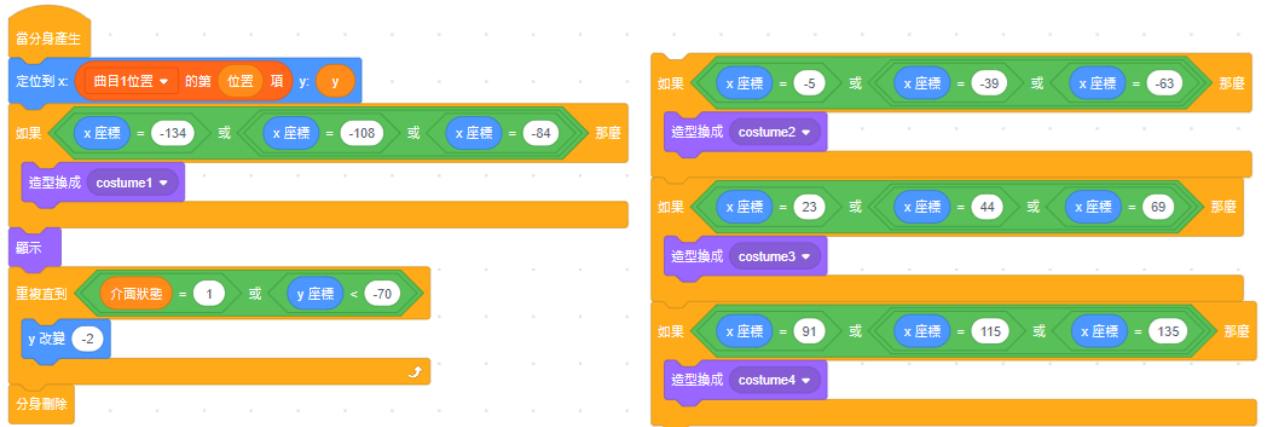 當分身產生
定位到 x: 曲目1位置 的第 位置 項 y: y
如果 x 座標 = -134 或 x 座標 = -108 或 x 座標 = -84 那麼
造型換成 costume1
顯示
重複直到 介面狀態 = 1 或 y 座標 < -70
y 改變 -2
分身刪除
如果 x 座標 = -5 或 x 座標 = -39 或 x 座標 = -63 那麼
造型換成 costume2
如果 x 座標 = 23 或 x 座標 = 44 或 x 座標 = 69 那麼
造型換成 costume3
如果 x 座標 = 91 或 x 座標 = 115 或 x 座標 = 135 那麼
造型換成 costume4